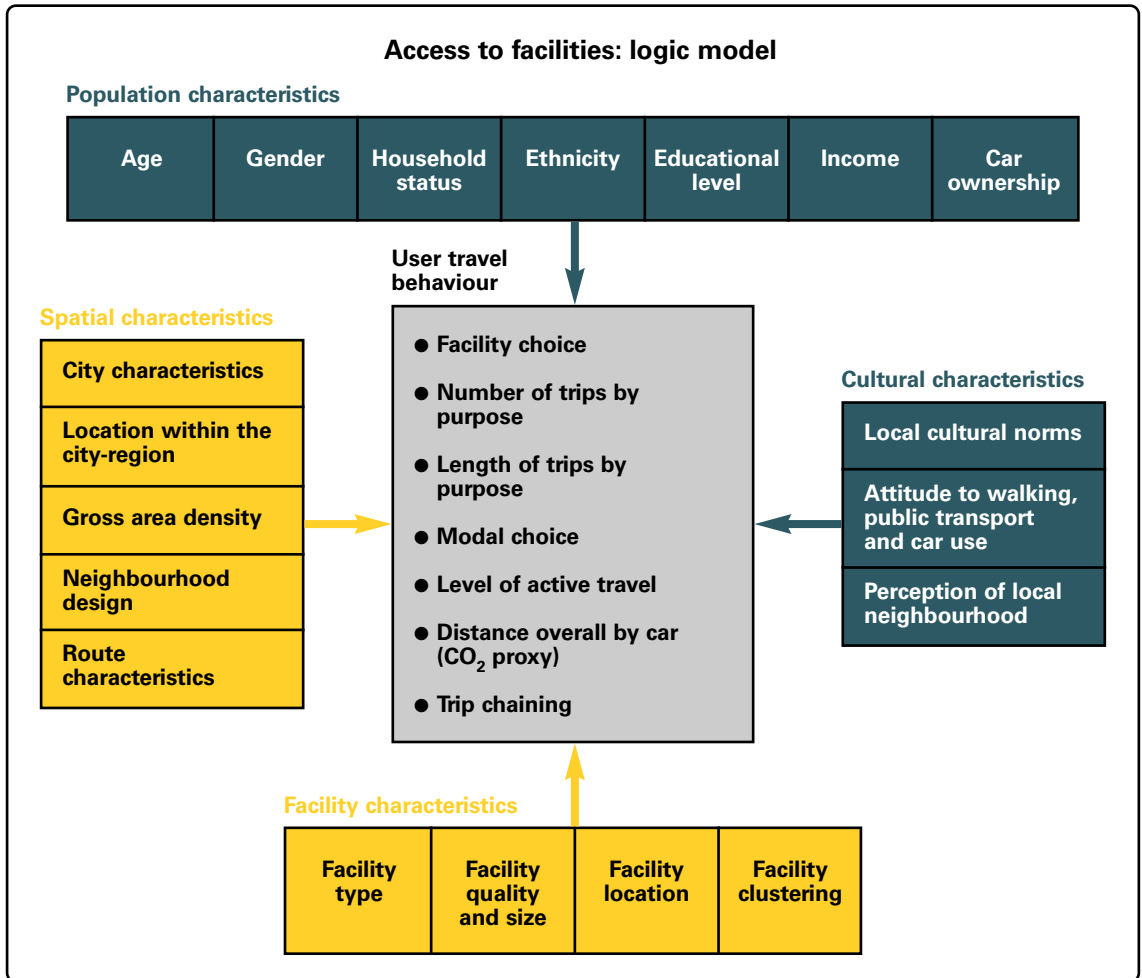 Access to facilities: logic model
Population characteristics
Age
Gender
Household
status
Ethnicity
Educational
level
Income
Car
ownership
User travel
behaviour
Spatial characteristics
City characteristics
Location within the
city-region
Gross area density
Neighbourhood
design
Route
characteristics
● Facility choice
● Number of trips by
purpose
● Length of trips by
purpose
● Modal choice
● Level of active travel
● Distance overall by car
(CO₂ proxy)
● Trip chaining
Cultural characteristics
Local cultural norms
Attitude to walking,
public transport
and car use
Perception of local
neighbourhood
Facility characteristics
Facility
type
Facility
quality
and size
Facility
location
Facility
clustering